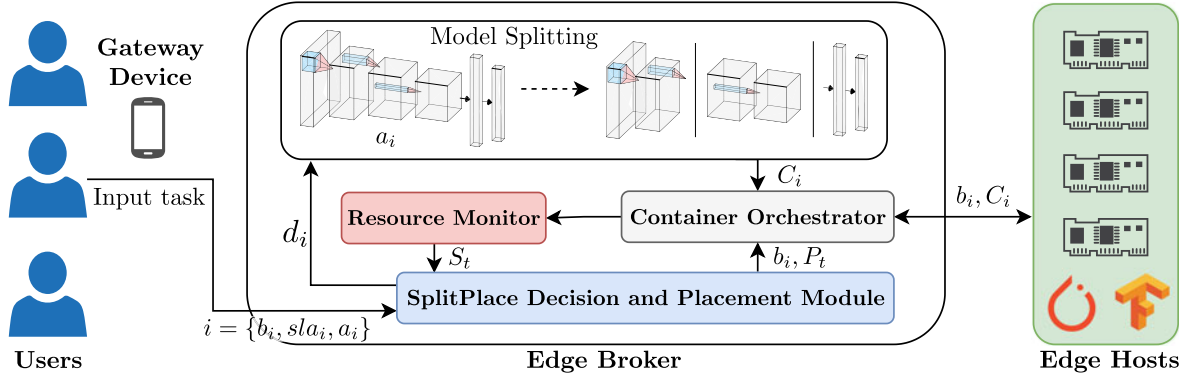 Gateway
Device
Input task
Users
Model Splitting
a_i
C_i
d_i
Resource Monitor
Container Orchestrator
b_i, C_i
S_t
b_i, P_t
SplitPlace Decision and Placement Module
i = {b_i, sla_i, a_i}
Edge Broker
Edge Hosts